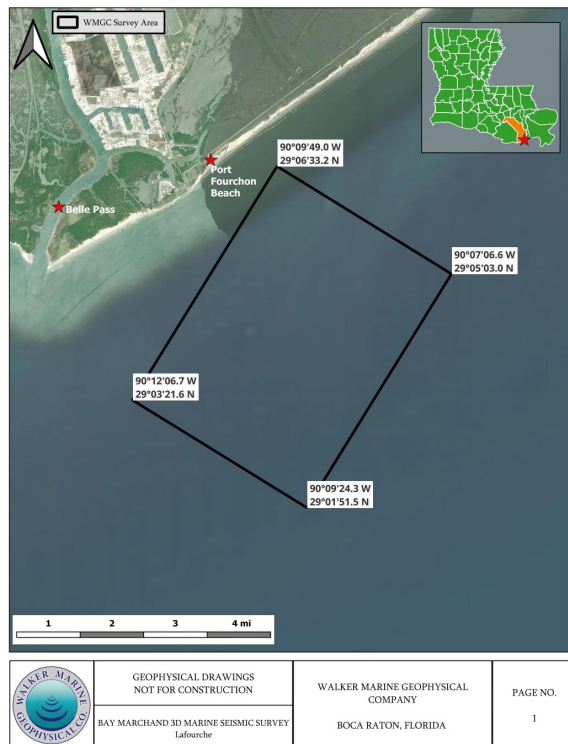 WMGC Survey Area
90°09'49.0 W
29°06'33.2 N
Port
Fourchon
Beach
Belle Pass
90°07'06.6 W
29°05'03.0 N
90°12'06.7 W
29°03'21.6 N
90°09'24.3 W
29°01'51.5 N
1 2 3 4 mi
WALKER MARINE
GEOPHYSICAL CO.
GEOPHYSICAL DRAWINGS
NOT FOR CONSTRUCTION
BAY MARCHAND 3D MARINE SEISMIC SURVEY
Lafourche
WALKER MARINE GEOPHYSICAL
COMPANY
BOCA RATON, FLORIDA
PAGE NO.
1